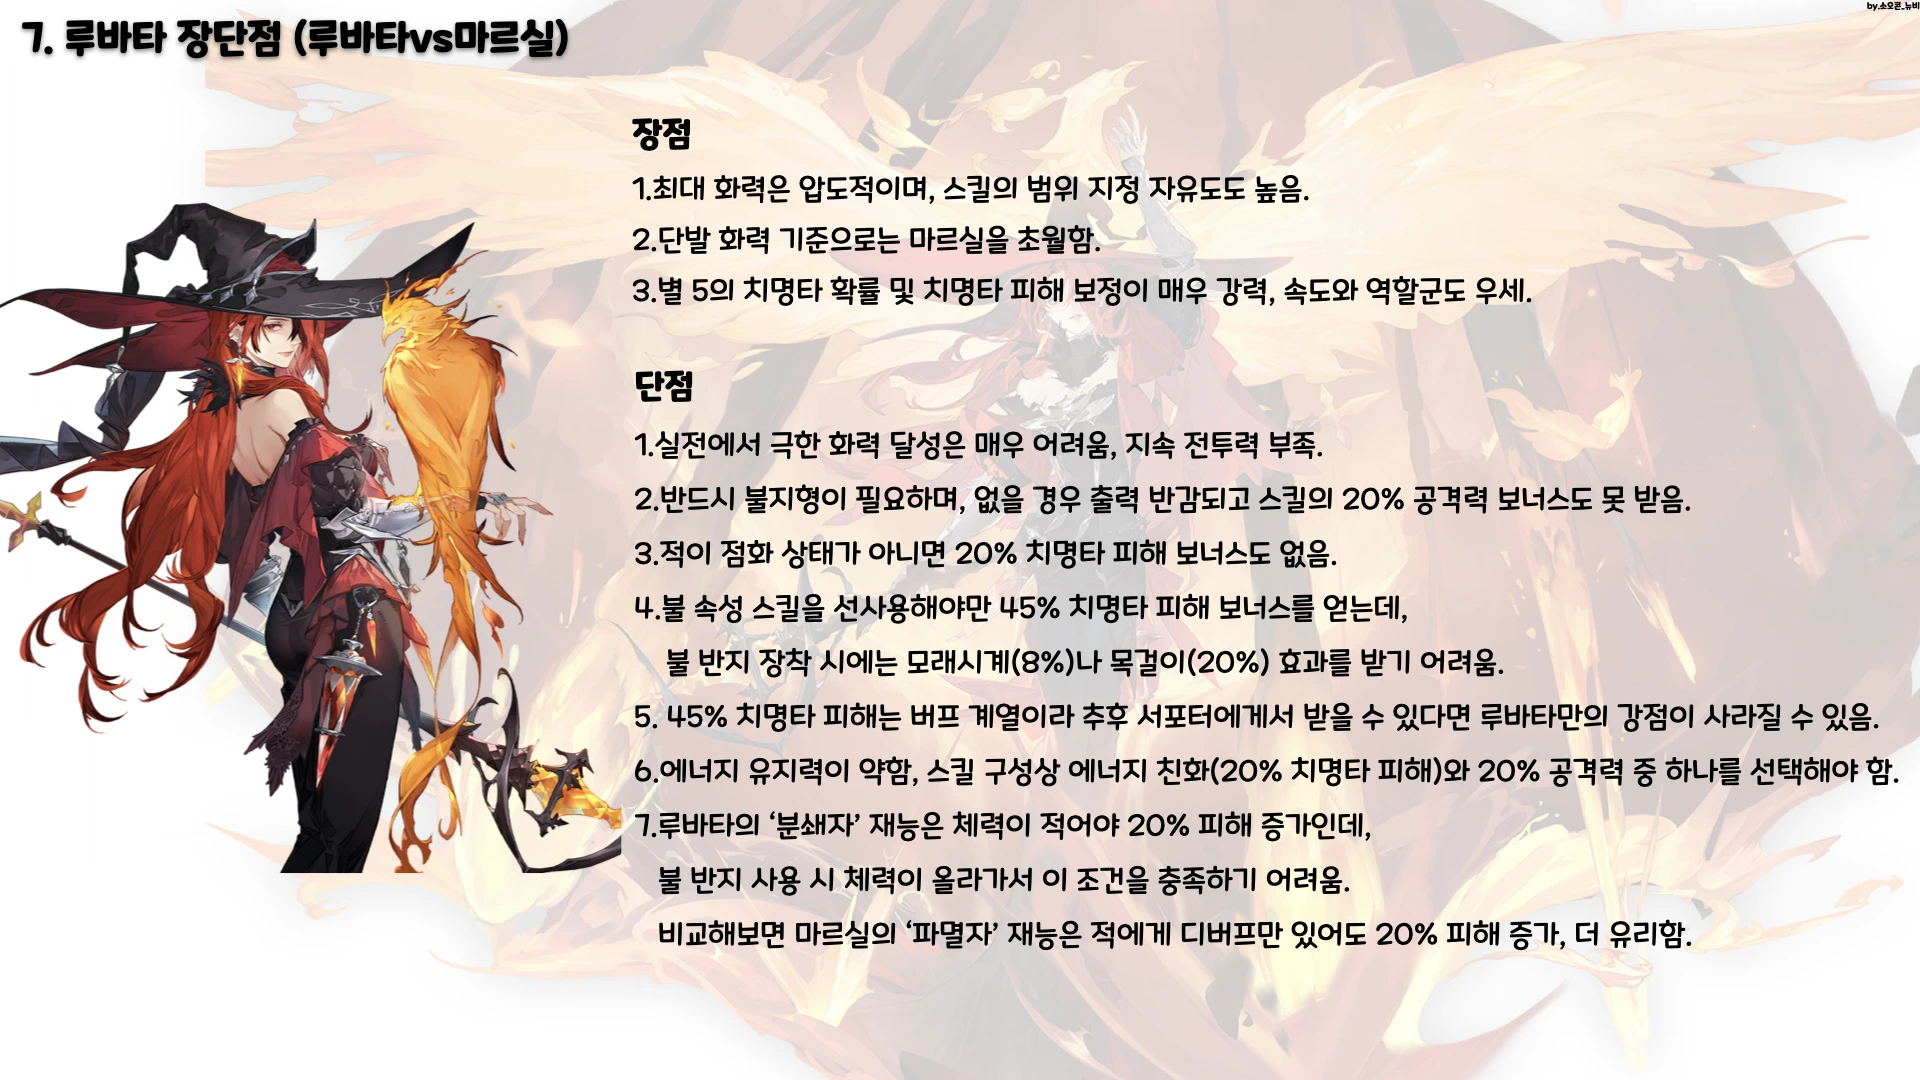 7. 루바타 장단점 (루바타vs마르실)
by.소오콘_뉴비
장점
1.최대 화력은 압도적이며, 스킬의 범위 지정 자유도도 높음.
2.단발 화력 기준으로는 마르실을 초월함.
3.별 5의 치명타 확률 및 치명타 피해 보정이 매우 강력, 속도와 역할군도 우세.
단점
1.실전에서 극한 화력 달성은 매우 어려움, 지속 전투력 부족.
2.반드시 불지형이 필요하며, 없을 경우 출력 반감되고 스킬의 20% 공격력 보너스도 못 받음.
3.적이 점화 상태가 아니면 20% 치명타 피해 보너스도 없음.
4.불 속성 스킬을 선사용해야만 45% 치명타 피해 보너스를 얻는데,
불 반지 장착 시에는 모래시계(8%)나 목걸이(20%) 효과를 받기 어려움.
5. 45% 치명타 피해는 버프 계열이라 추후 서포터에게서 받을 수 있다면 루바타만의 강점이 사라질 수 있음.
6.에너지 유지력이 약함, 스킬 구성상 에너지 친화(20% 치명타 피해)와 20% 공격력 중 하나를 선택해야 함.
7.루바타의 ‘분쇄자’ 재능은 체력이 적어야 20% 피해 증가인데,
불 반지 사용 시 체력이 올라가서 이 조건을 충족하기 어려움.
비교해보면 마르실의 ‘파멸자’ 재능은 적에게 디버프만 있어도 20% 피해 증가, 더 유리함.